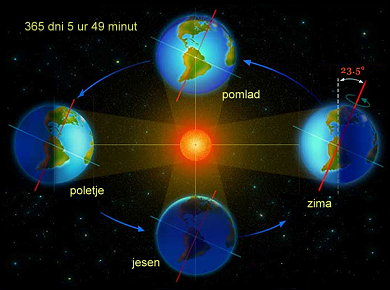 365 dni 5 ur 49 minut
23.5°
pomlad
poletje
zima
jesen